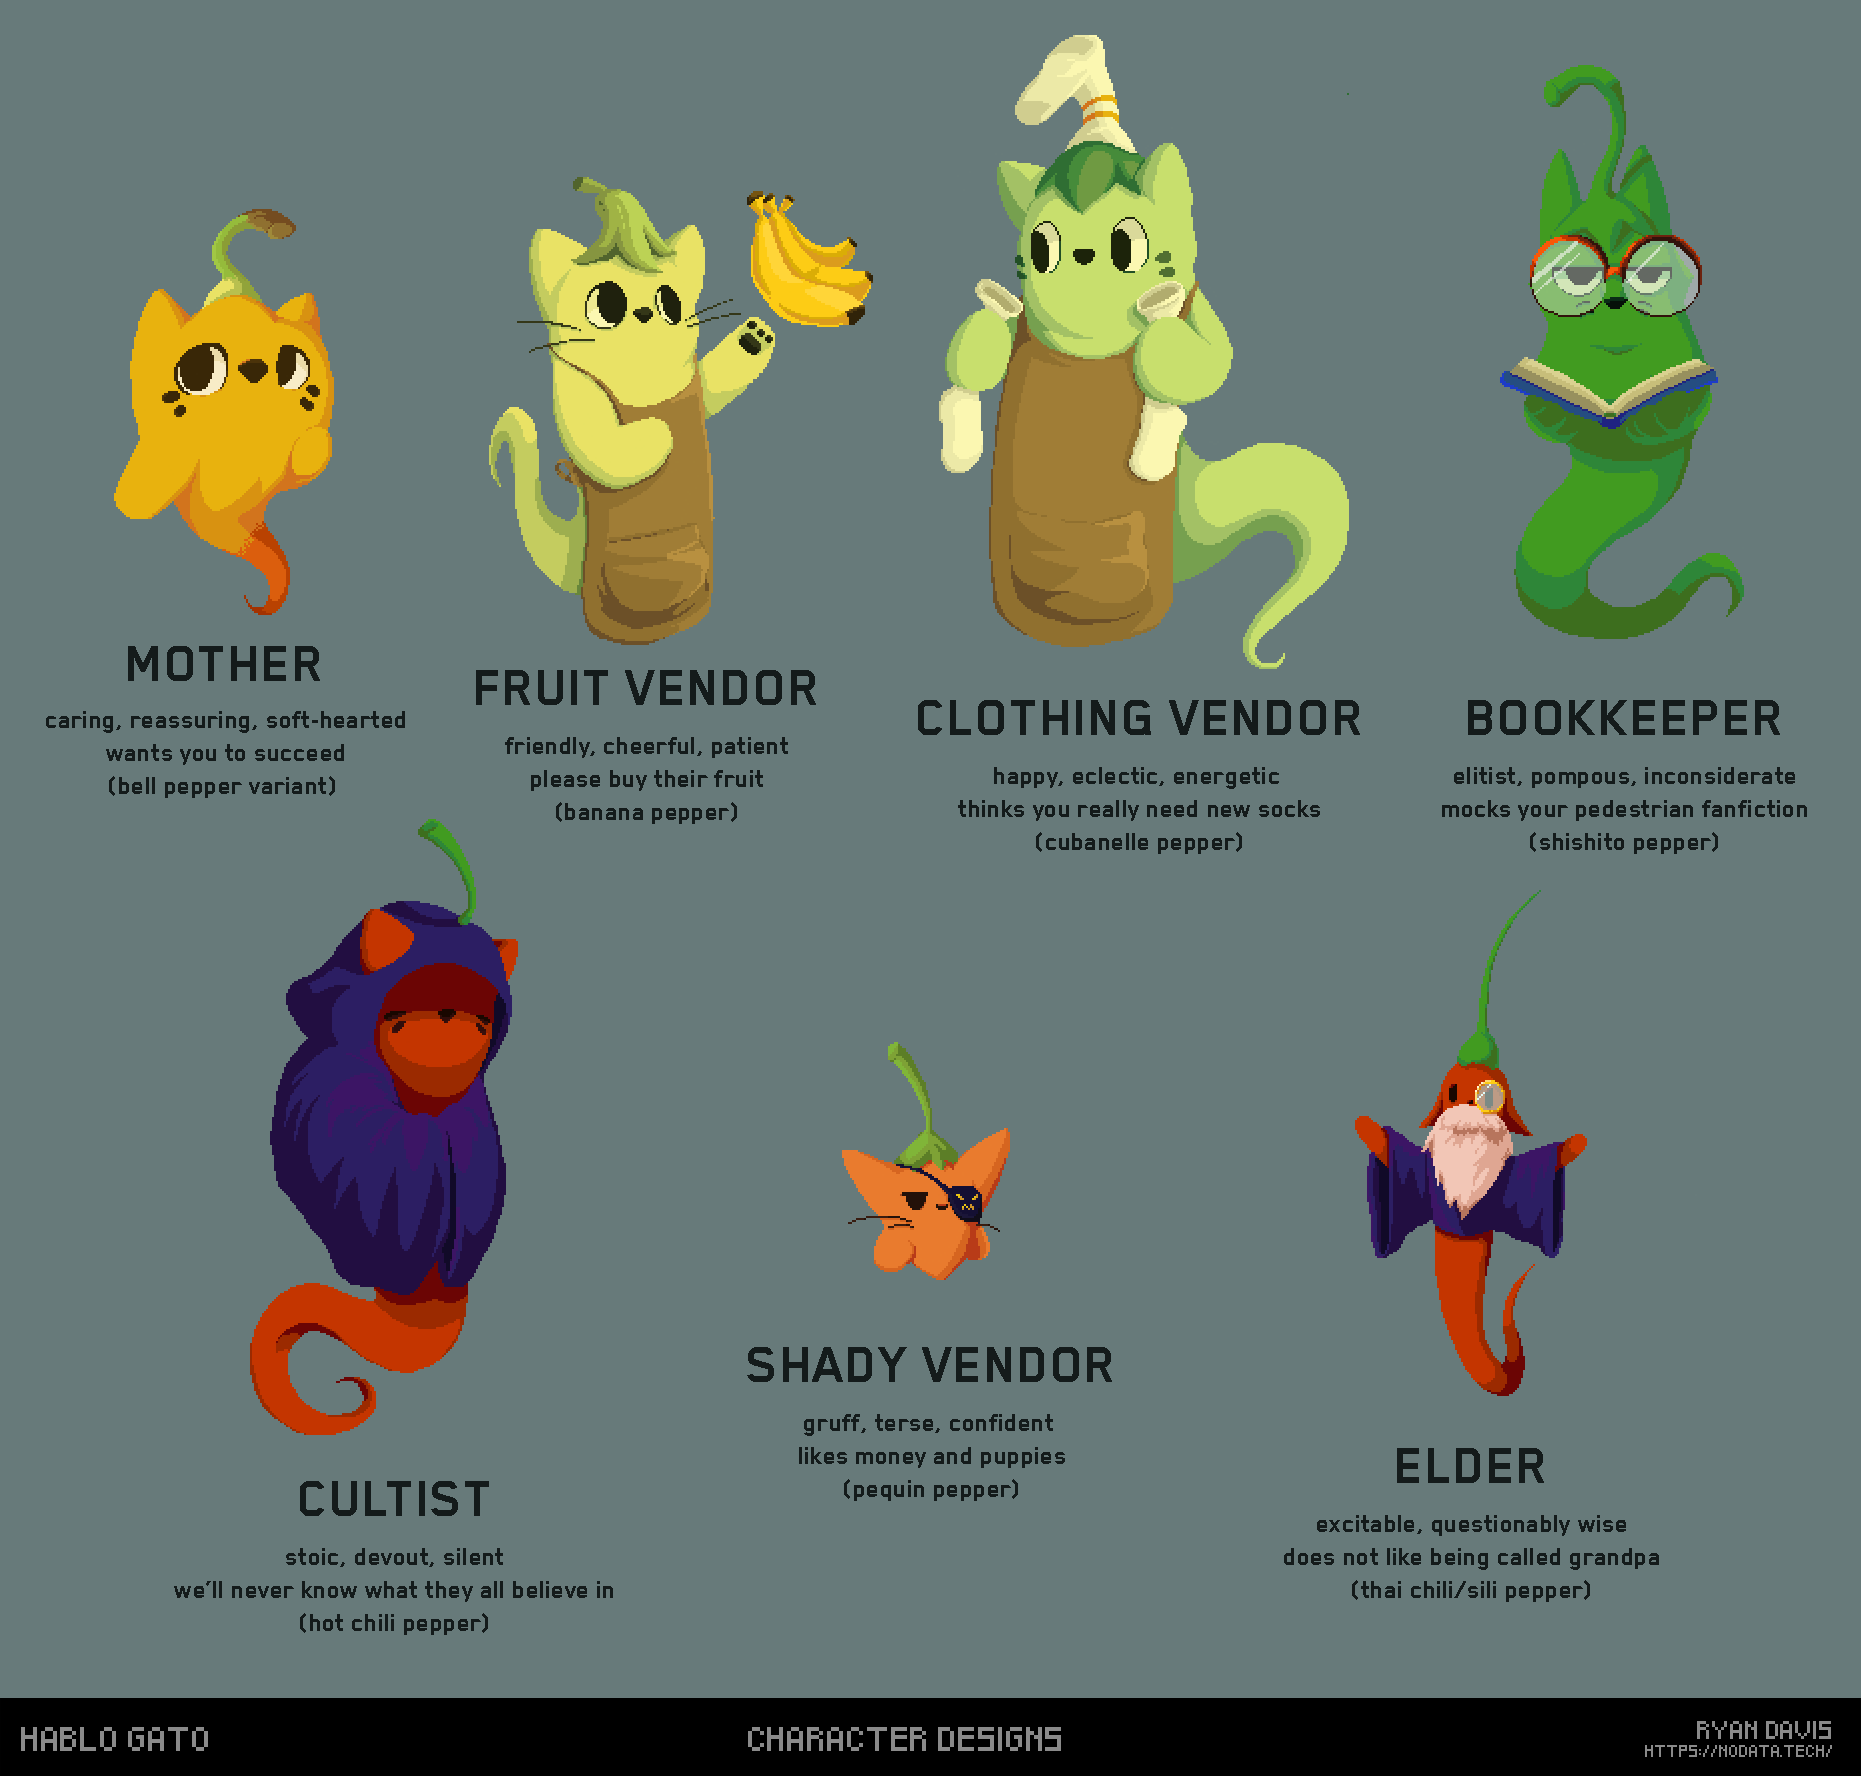 MOTHER
caring, reassuring, soft-hearted
wants you to succeed
(bell pepper variant)
FRUIT VENDOR
friendly, cheerful, patient
please buy their fruit
(banana pepper)
CLOTHING VENDOR
happy, eclectic, energetic
thinks you really need new socks
(cubanelle pepper)
BOOKKEEPER
elitist, pompous, inconsiderate
mocks your pedestrian fanfiction
(shishito pepper)
CULTIST
stoic, devout, silent
we'll never know what they all believe in
(hot chili pepper)
SHADY VENDOR
gruff, terse, confident
likes money and puppies
(pequin pepper)
ELDER
excitable, questionably wise
does not like being called grandpa
(thai chili/sili pepper)
HABLO GATO
CHARACTER DESIGNS
RYAN DAVIS
HTTPS://NODATA.TECH/